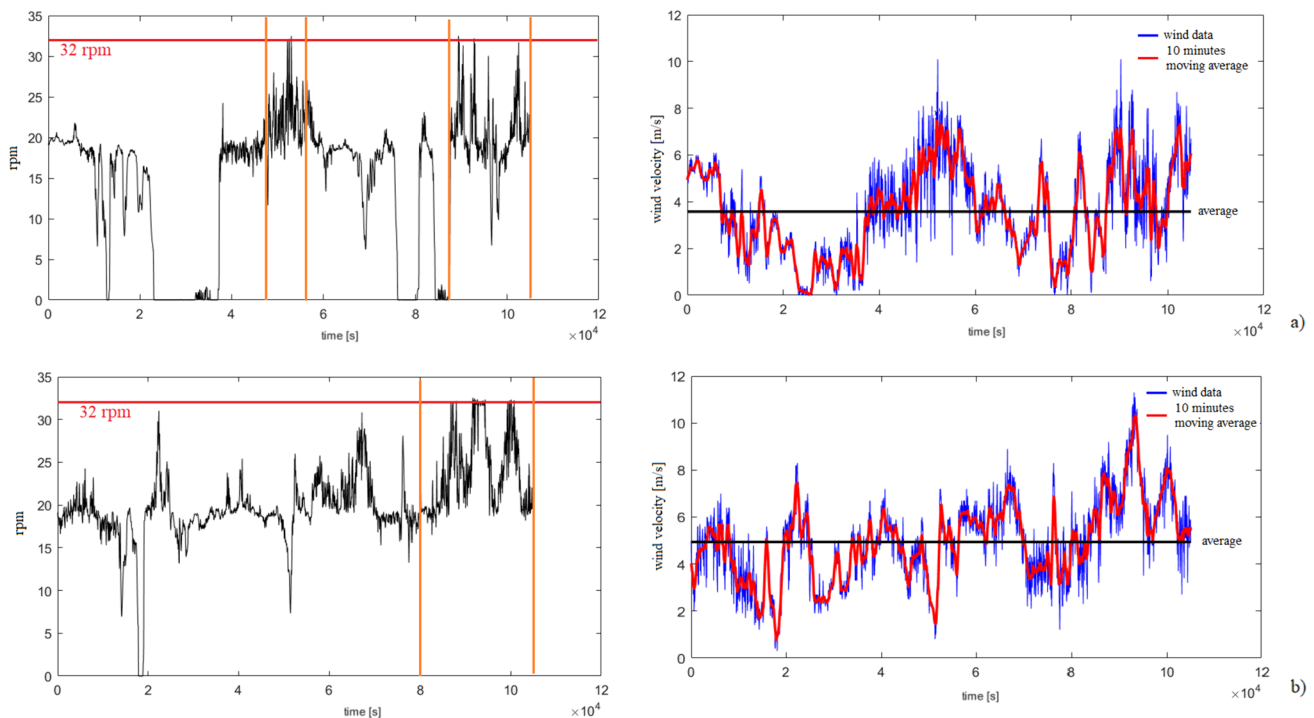 35
30
25
20
15
10
5
0
rpm
32 rpm
0 2 4 6 8 10 12
×10 4
time [s]
12
10
8
6
4
2
0
wind velocity [m/s]
wind data
10 minutes
moving average
average
0 2 4 6 8 10 12
×10 4
time [s]
a)
35
30
25
20
15
10
5
0
rpm
32 rpm
0 2 4 6 8 10 12
×10 4
time [s]
12
10
8
6
4
2
0
wind velocity [m/s]
wind data
10 minutes
moving average
average
0 2 4 6 8 10 12
×10 4
time [s]
b)